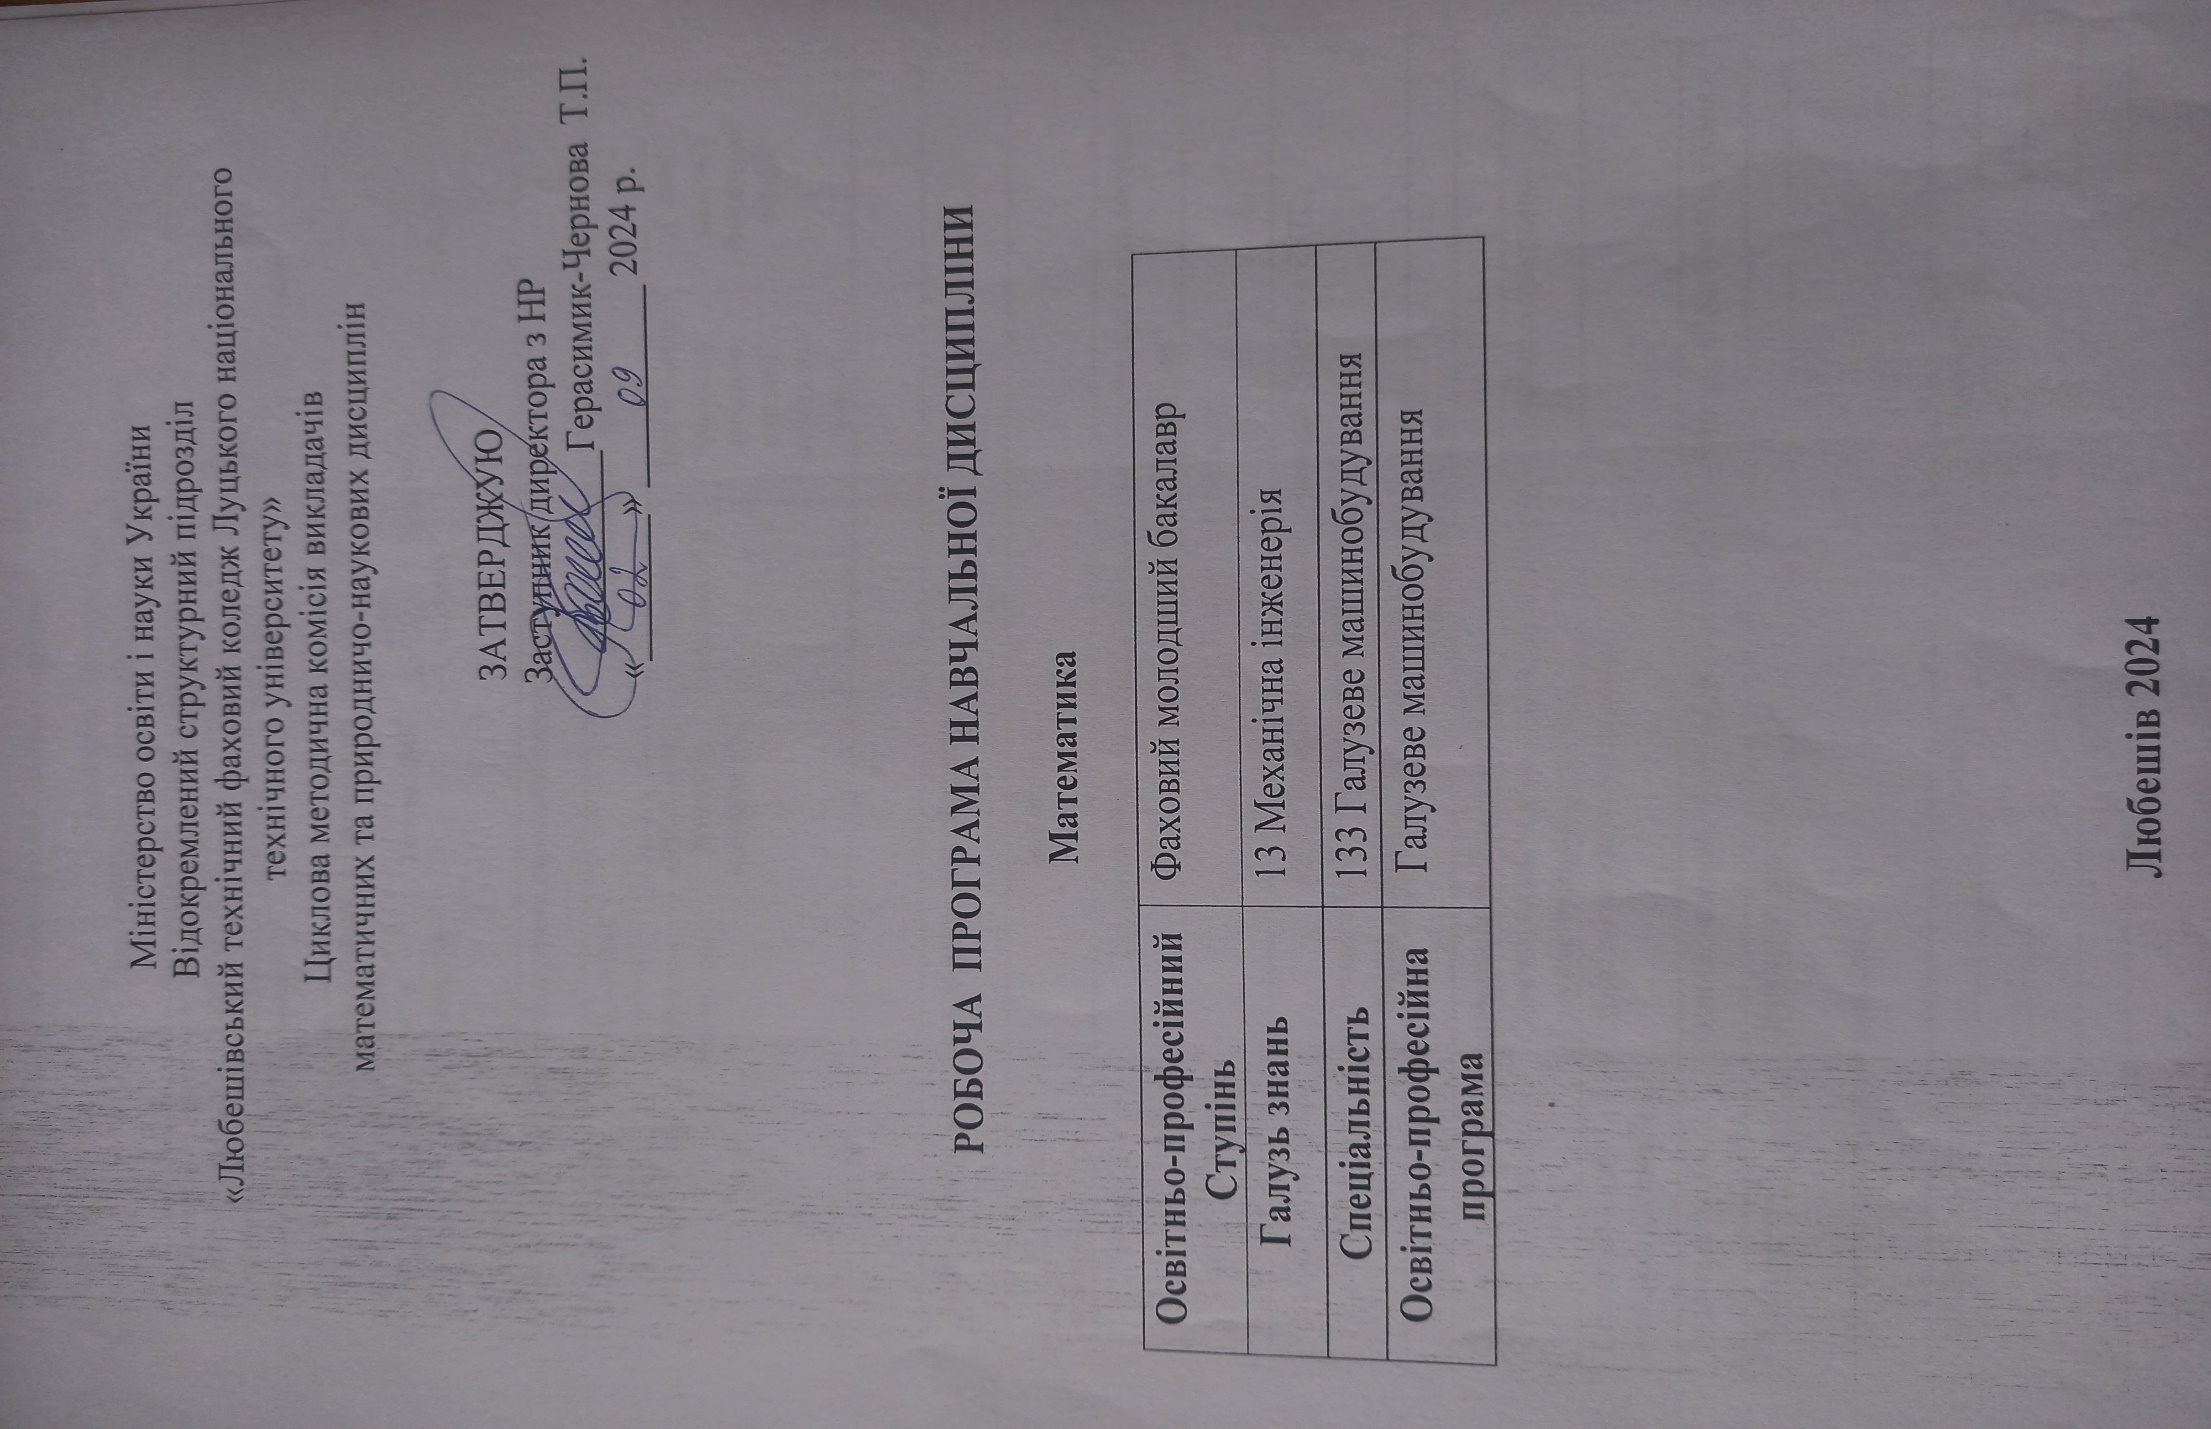 Міністерство освіти і науки України
Відокремлений структурний підрозділ
«Любешівський технічний фаховий коледж Луцького національного
технічного університету»
Циклова методична комісія викладачів
математичних та природничо-наукових дисциплін
ЗАТВЕРДЖУЮ
Заступник директора з НР
Герасимик-Чернова Т.П.
« 02 » 09 2024 р.
РОБОЧА ПРОГРАМА НАВЧАЛЬНОЇ ДИСЦИПЛІНИ
Математика
Освітньо-професійний Фаховий молодший бакалавр
Ступінь
Галузь знань 13 Механічна інженерія
Спеціальність 133 Галузеве машинобудування
Освітньо-професійна Галузеве машинобудування
програма
Любешів 2024